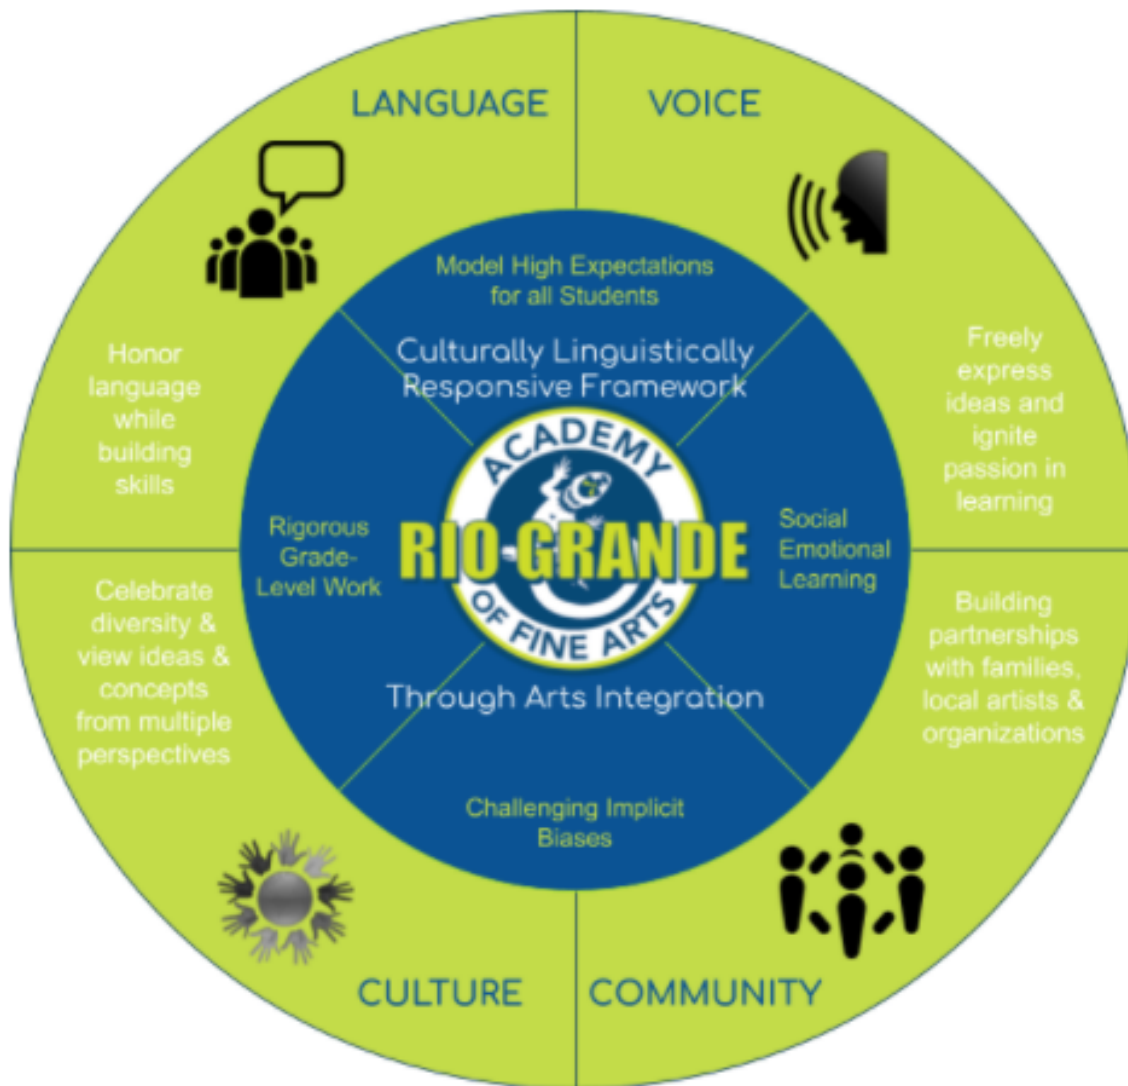 LANGUAGE
VOICE
Honor
language
while
building
skills
Freely
express
ideas and
ignite
passion in
learning
Model High Expectations
for all Students
Culturally Linguistically
Responsive Framework
ACADEMY
RIO GRANDE
OF FINE ARTS
Rigorous
Grade-
Level Work
Social
Emotional
Learning
Through Arts Integration
Challenging Implicit
Biases
Celebrate
diversity &
view ideas &
concepts
from multiple
perspectives
Building
partnerships
with families,
local artists &
organizations
CULTURE
COMMUNITY